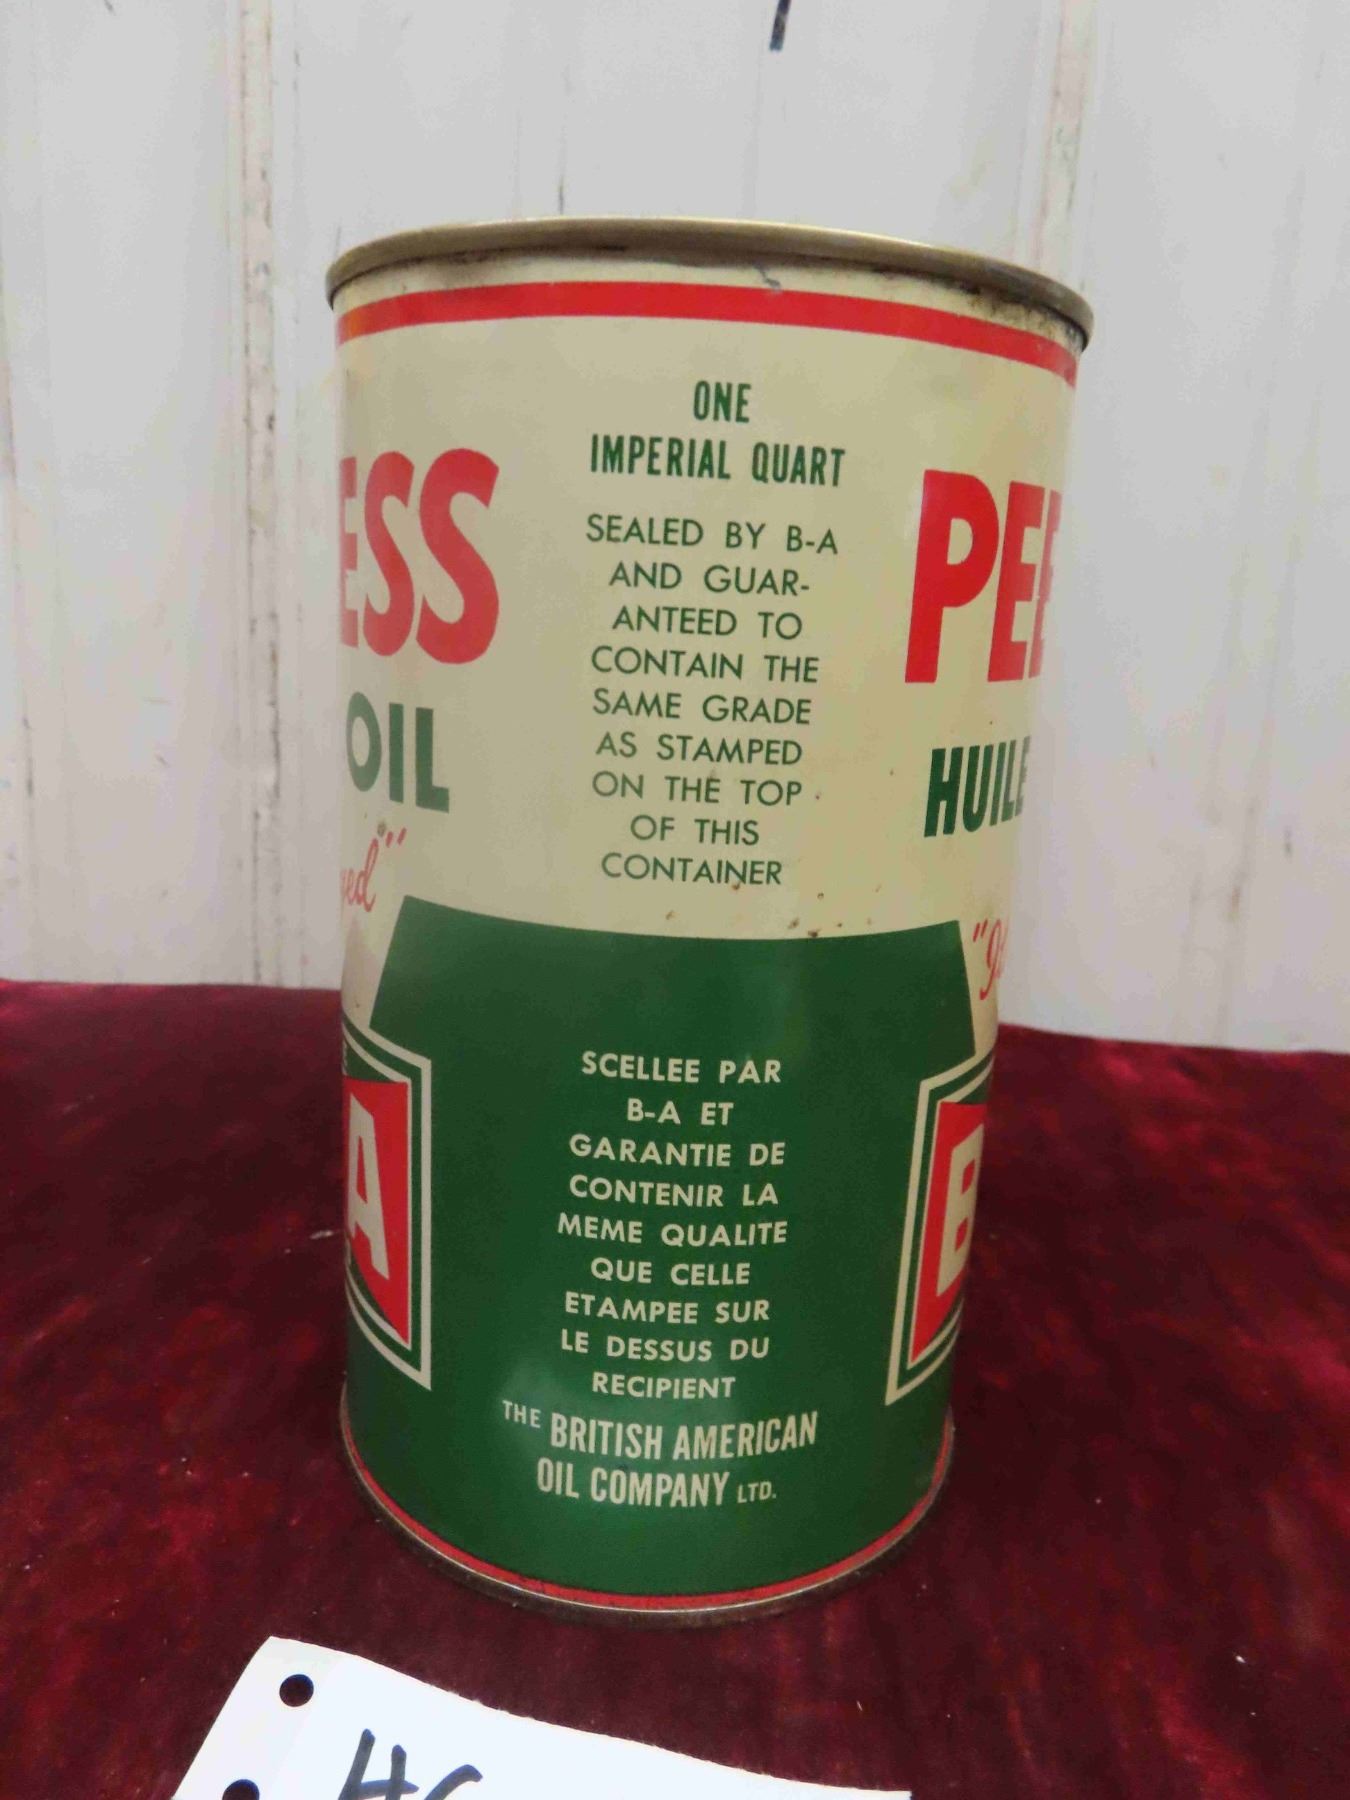 ONE
IMPERIAL QUART
SEALED BY B-A
AND GUAR-
ANTEED TO
CONTAIN THE
SAME GRADE
AS STAMPED
ON THE TOP
OF THIS
CONTAINER
ESS
OIL
PEE
HUILE
A
B
SCELLEE PAR
B-A ET
GARANTIE DE
CONTENIR LA
MEME QUALITE
QUE CELLE
ETAMPEE SUR
LE DESSUS DU
RECIPIENT
THE BRITISH AMERICAN
OIL COMPANY LTD.